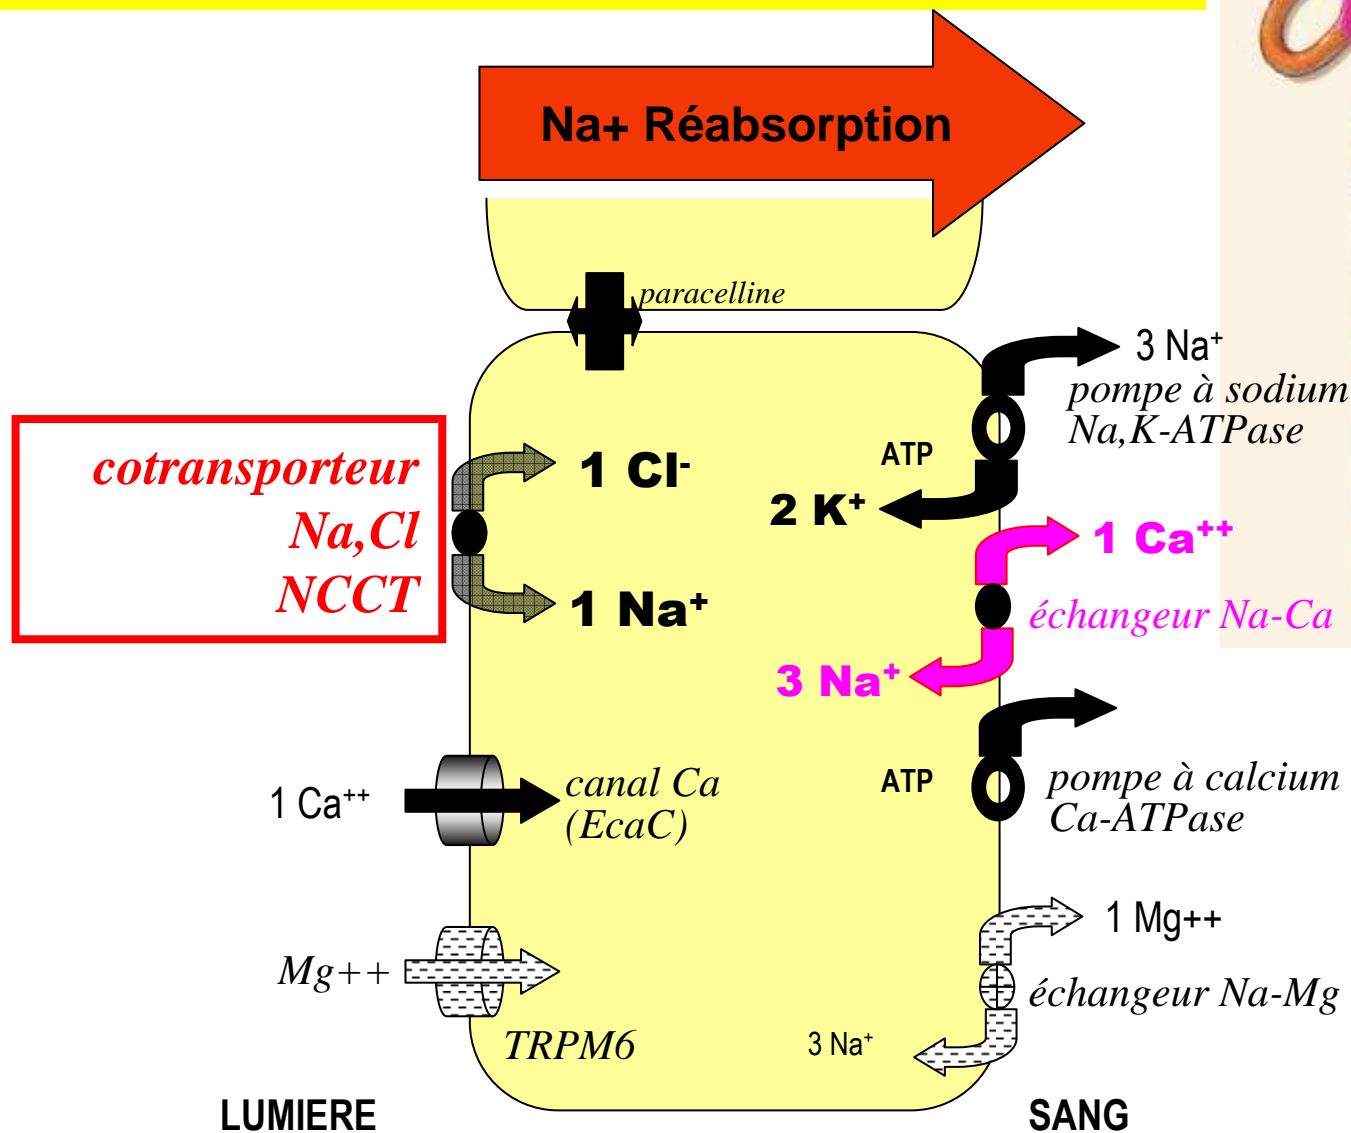 Na+ Réabsorption
paracelline
3 Na⁺
pompe à sodium
Na,K-ATPase
cotransporteur
Na,Cl
NCCT
1 Cl⁻
ATP
2 K⁺
1 Ca⁺⁺
1 Na⁺
échangeur Na-Ca
3 Na⁺
1 Ca⁺⁺
canal Ca
(EcaC)
ATP
pompe à calcium
Ca-ATPase
1 Mg++
Mg++
échangeur Na-Mg
TRPM6
3 Na⁺
LUMIERE
SANG